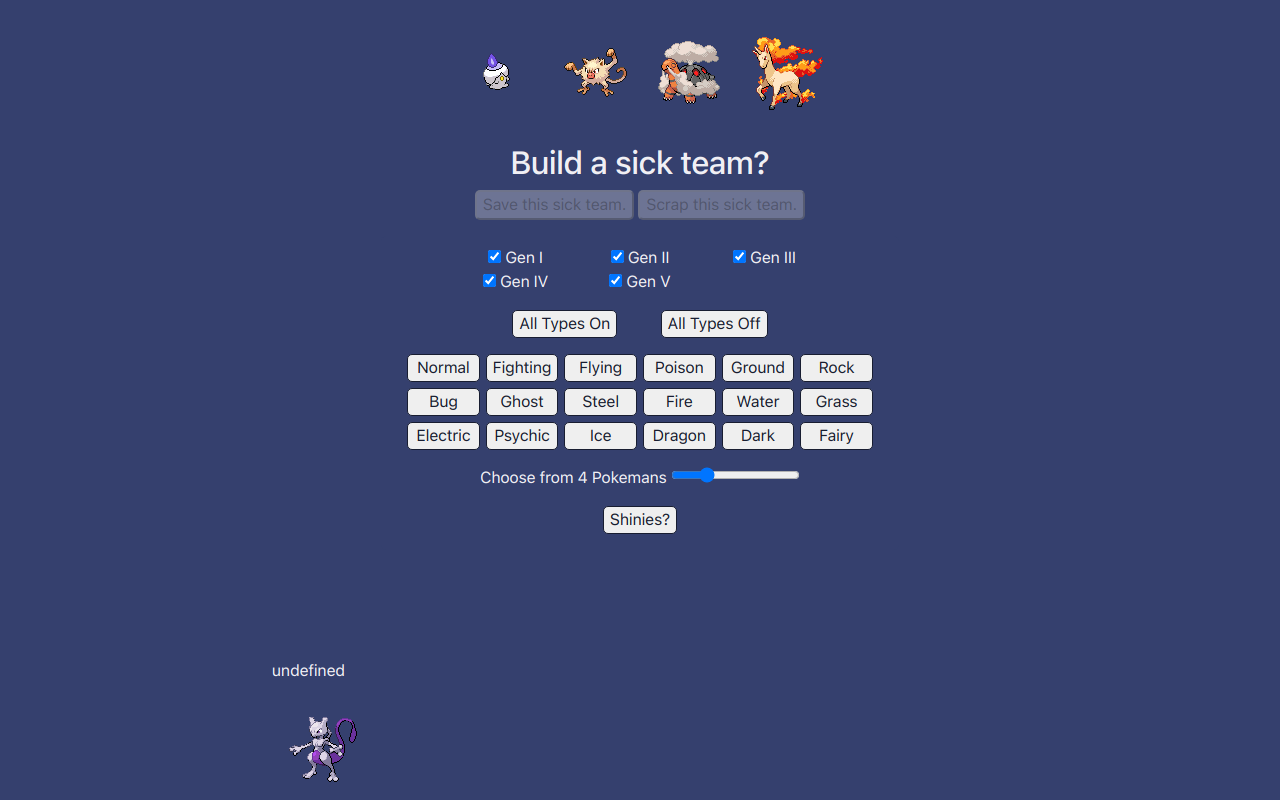 Build a sick team?
Save this sick team. Scrap this sick team.
Gen I Gen II Gen III
Gen IV Gen V
All Types On All Types Off
Normal Fighting Flying Poison Ground Rock
Bug Ghost Steel Fire Water Grass
Electric Psychic Ice Dragon Dark Fairy
Choose from 4 Pokemans
Shinies?
undefined